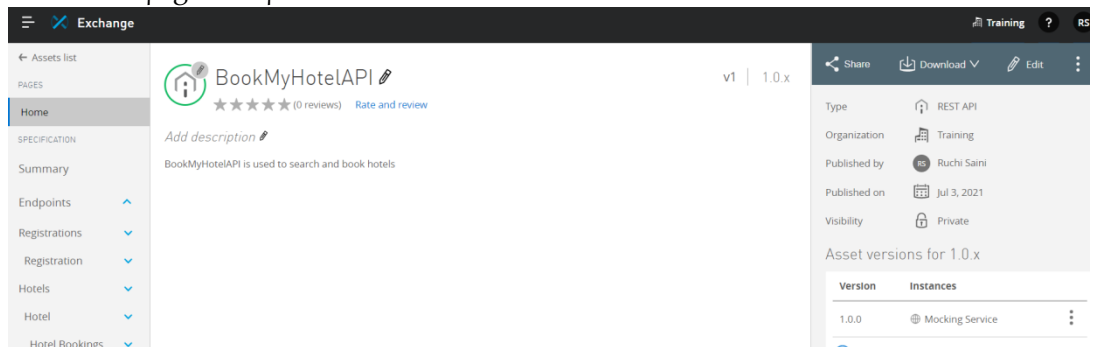 Exchange
Training ? RS
← Assets list
PAGES
Home
SPECIFICATION
Summary
Endpoints
Registrations
Registration
Hotels
Hotel
Hotel Bookings
BookMyHotelAPI
(0 reviews) Rate and review
v1 | 1.0.x
Add description
BookMyHotelAPI is used to search and book hotels
Share Download Edit
Type REST API
Organization Training
Published by RS Ruchi Saini
Published on Jul 3, 2021
Visibility Private
Asset versions for 1.0.x
Version Instances
1.0.0 Mocking Service